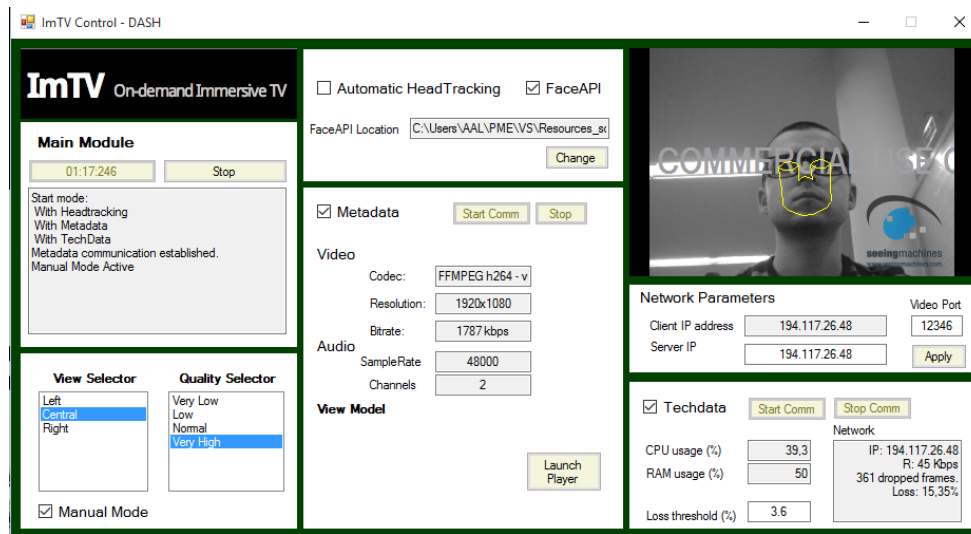 ImTV Control - DASH
ImTV On-demand Immersive TV
Main Module
01:17:246
Stop
Start mode:
With Headtracking
With Metadata
With TechData
Metadata communication established.
Manual Mode Active
View Selector
Quality Selector
Left
Central
Right
Very Low
Low
Normal
Very High
Manual Mode
Automatic HeadTracking
FaceAPI
FaceAPI Location
C:\Users\AAL\PME\VS\Resources_sc
Change
Metadata
Start Comm
Stop
Video
Codec: FFMPEG h264 - v
Resolution: 1920x1080
Bitrate: 1787 kbps
Audio
SampleRate 48000
Channels 2
View Model
Launch
Player
COMMERCIAL USE
seeingmachines
www.seeingmachines.com
Network Parameters
Video Port
Client IP address 194.117.26.48
12346
Server IP 194.117.26.48
Apply
Techdata
Start Comm
Stop Comm
Network
CPU usage (%) 39,3
RAM usage (%) 50
Loss threshold (%) 3.6
IP: 194.117.26.48
R: 45 Kbps
361 dropped frames.
Loss: 15,35%